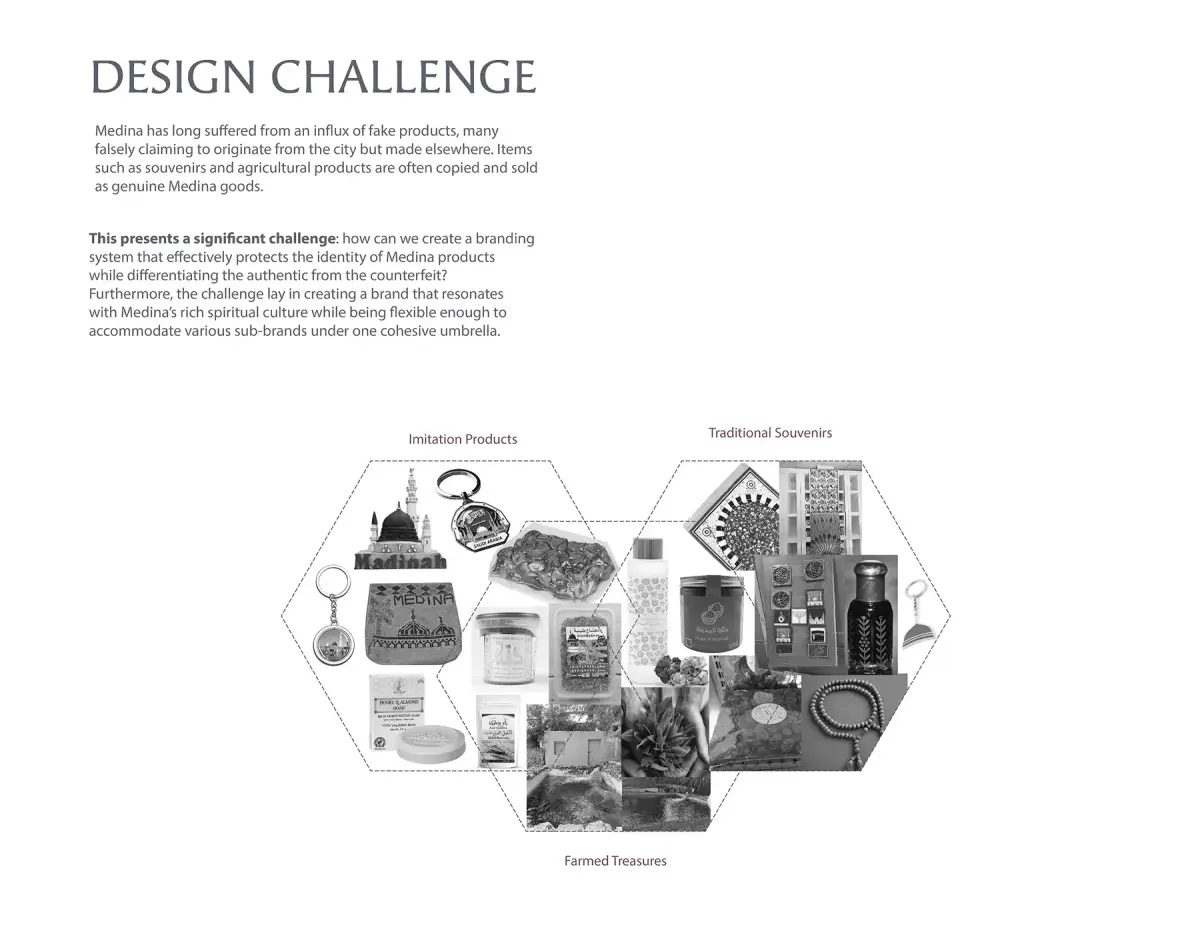 DESIGN CHALLENGE
Medina has long suffered from an influx of fake products, many
falsely claiming to originate from the city but made elsewhere. Items
such as souvenirs and agricultural products are often copied and sold
as genuine Medina goods.
This presents a significant challenge: how can we create a branding
system that effectively protects the identity of Medina products
while differentiating the authentic from the counterfeit?
Furthermore, the challenge lay in creating a brand that resonates
with Medina’s rich spiritual culture while being flexible enough to
accommodate various sub-brands under one cohesive umbrella.
Imitation Products
Traditional Souvenirs
Madinah
SAUDI ARABIA
MEDINA
HONEY & ALMOND
SOAP
Farmed Treasures